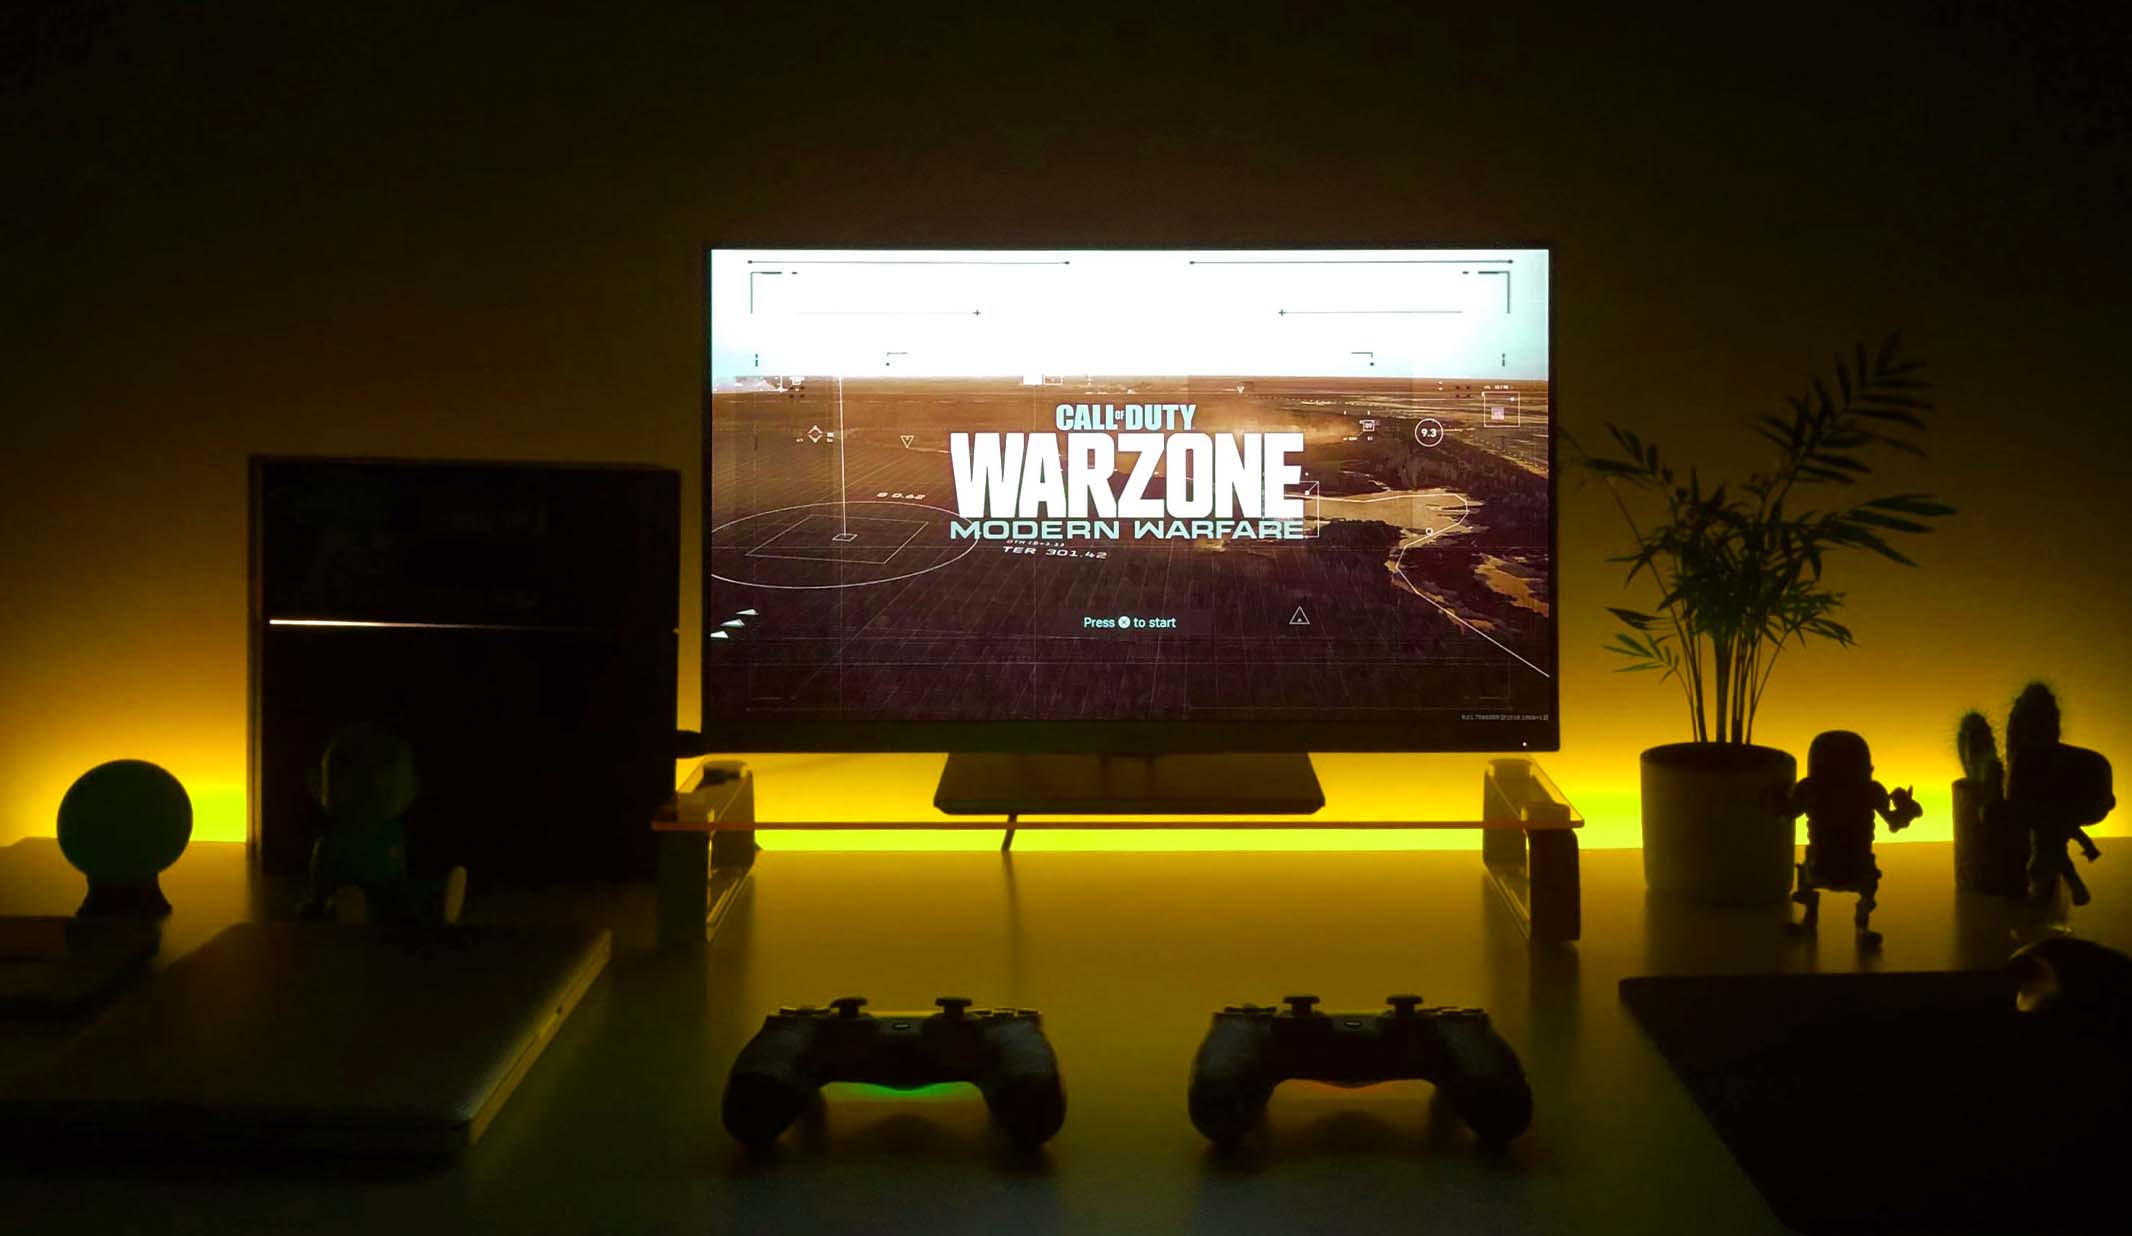 CALL OF DUTY
WARZONE
MODERN WARFARE
9.3
TER 301.42
Press ⓧ to start